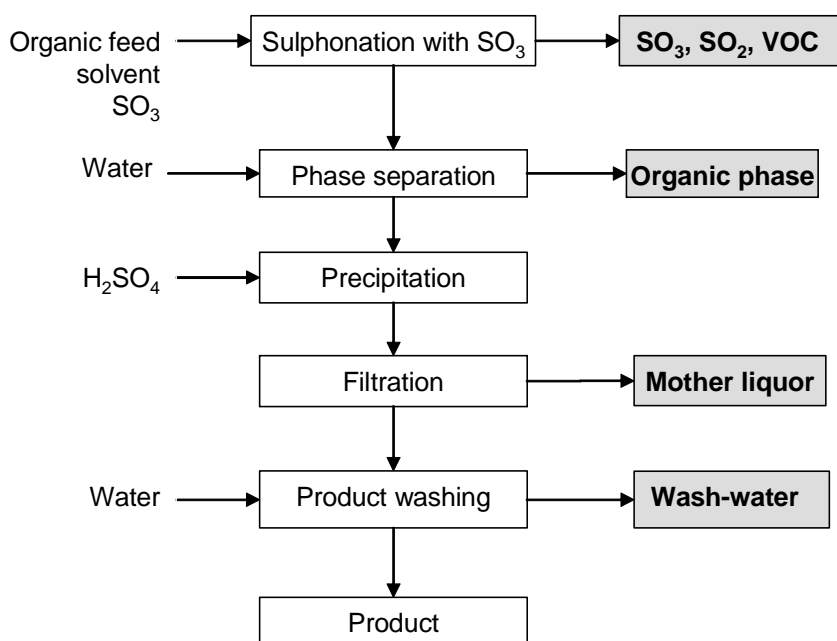 Organic feed
solvent
SO₃
Sulphonation with SO₃
SO₃, SO₂, VOC
Water
Phase separation
Organic phase
H₂SO₄
Precipitation
Filtration
Mother liquor
Water
Product washing
Wash-water
Product